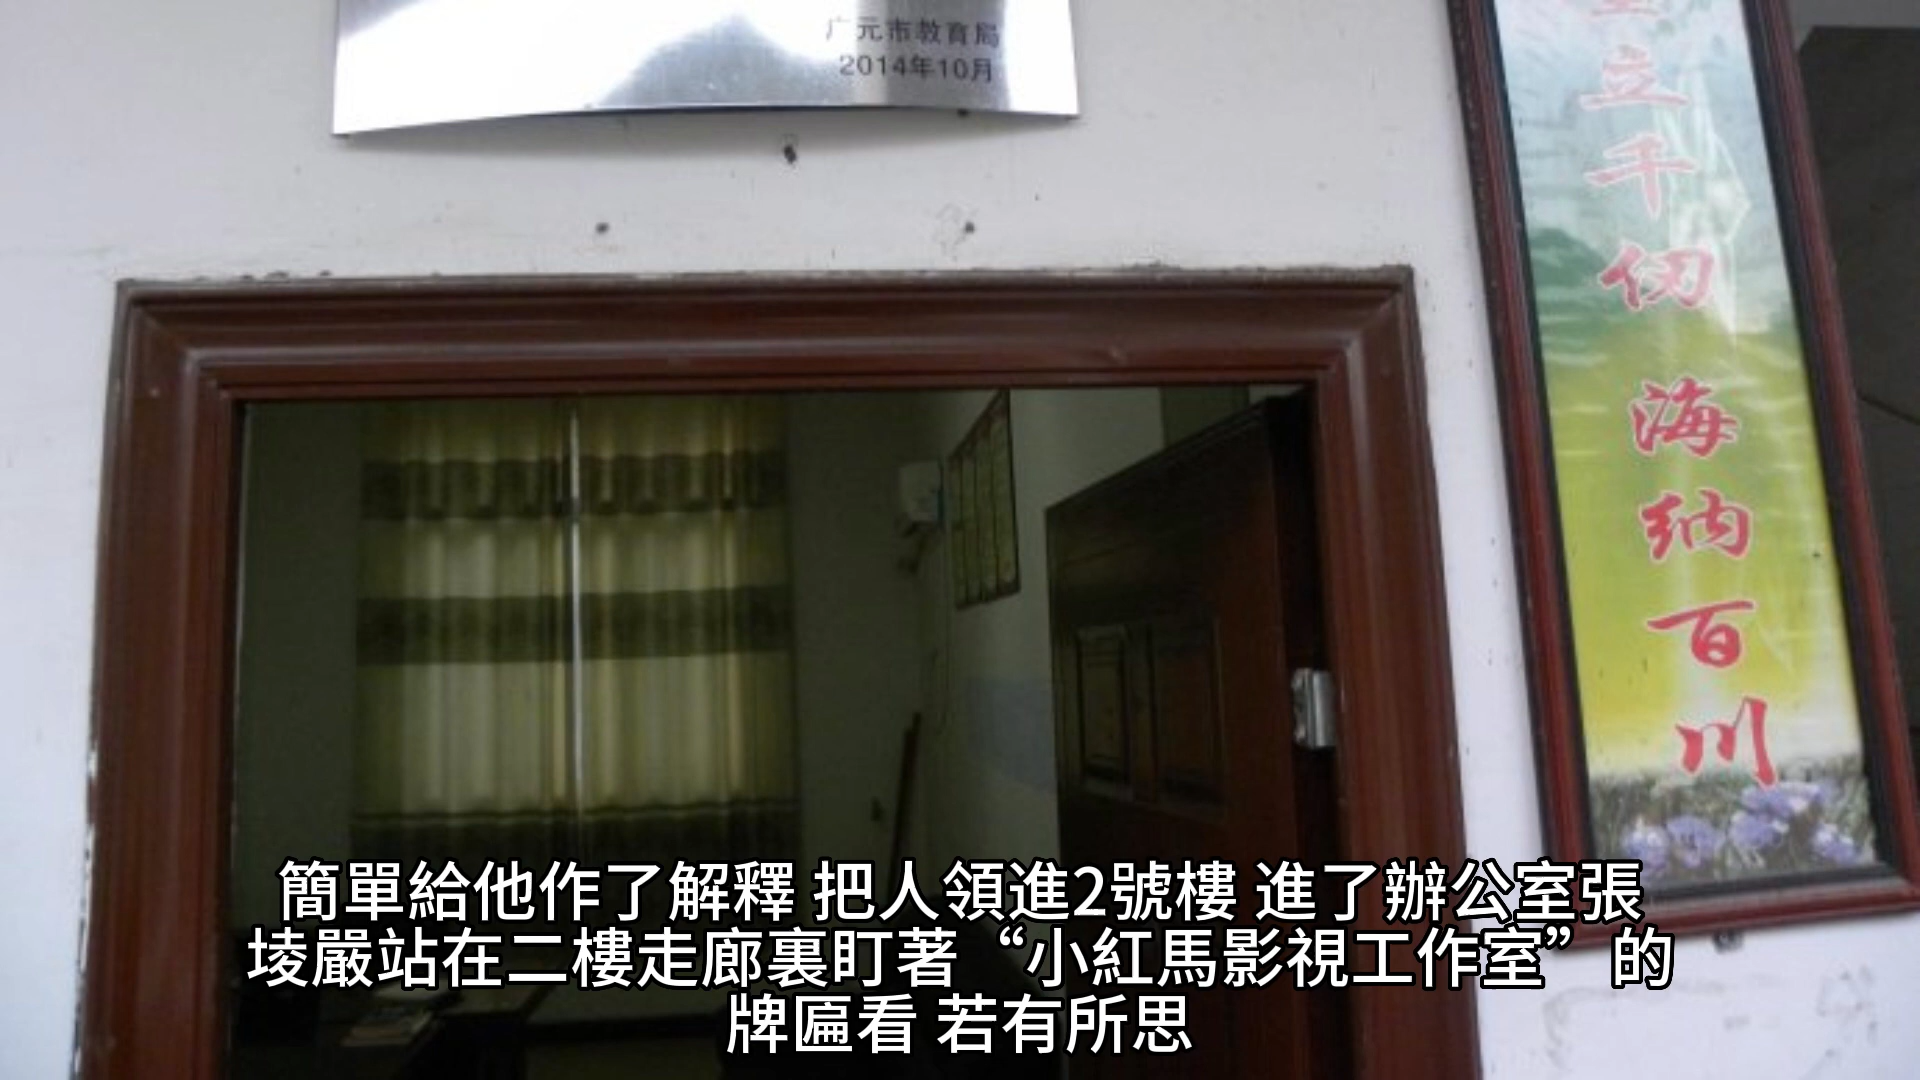 广元市教育局
2014年10月
立千仞 海纳百川
簡單給他作了解釋 把人領進2號樓 進了辦公室張
堎嚴站在二樓走廊裏盯著“小紅馬影視工作室”的
牌匾看 若有所思